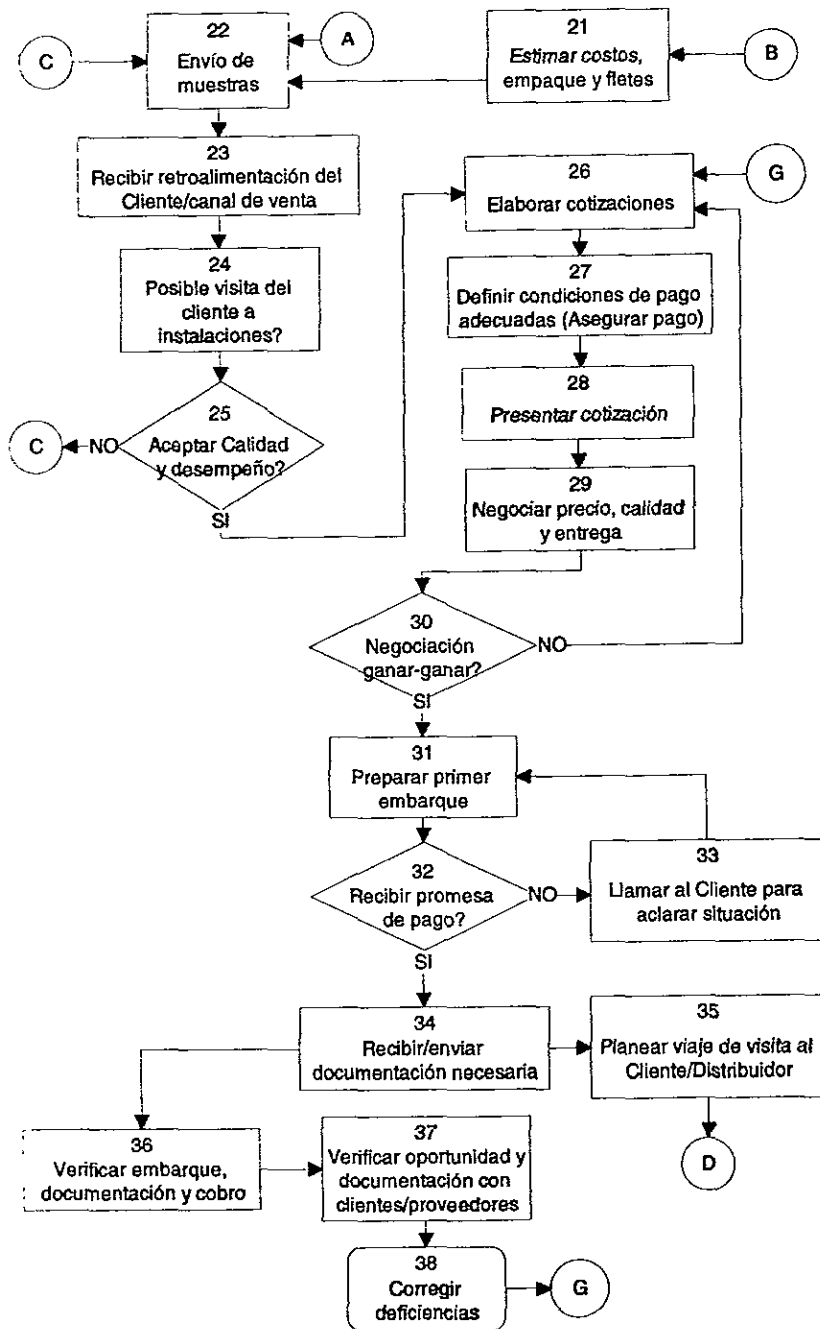 22
Envío de
muestras
A
C
21
Estimar costos,
empaque y fletes
B
23
Recibir retroalimentación del
Cliente/canal de venta
24
Posible visita del
cliente a
instalaciones?
25
Aceptar Calidad
y desempeño?
NO
C
SI
26
Elaborar cotizaciones
G
27
Definir condiciones de pago
adecuadas (Asegurar pago)
28
Presentar cotización
29
Negociar precio, calidad
y entrega
30
Negociación
ganar-ganar?
NO
SI
31
Preparar primer
embarque
32
Recibir promesa
de pago?
NO
SI
33
Llamar al Cliente para
aclarar situación
34
Recibir/enviar
documentación necesaria
35
Planear viaje de visita al
Cliente/Distribuidor
D
36
Verificar embarque,
documentación y cobro
37
Verificar oportunidad y
documentación con
clientes/proveedores
38
Corregir
deficiencias
G